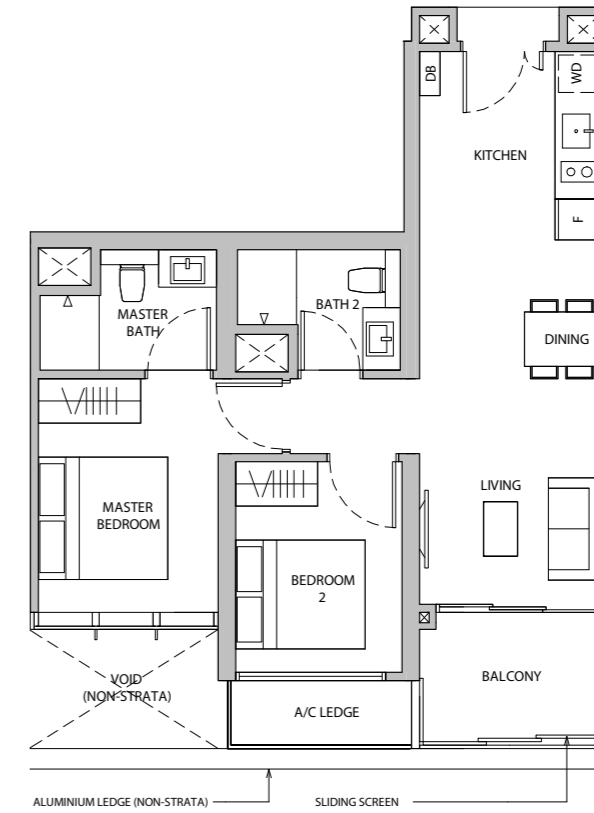 DB
WD
KITCHEN
F
MASTER
BATH
BATH 2
DINING
LIVING
MASTER
BEDROOM
BEDROOM
2
VOID
(NON-STRATA)
A/C LEDGE
BALCONY
ALUMINIUM LEDGE (NON-STRATA)
SLIDING SCREEN